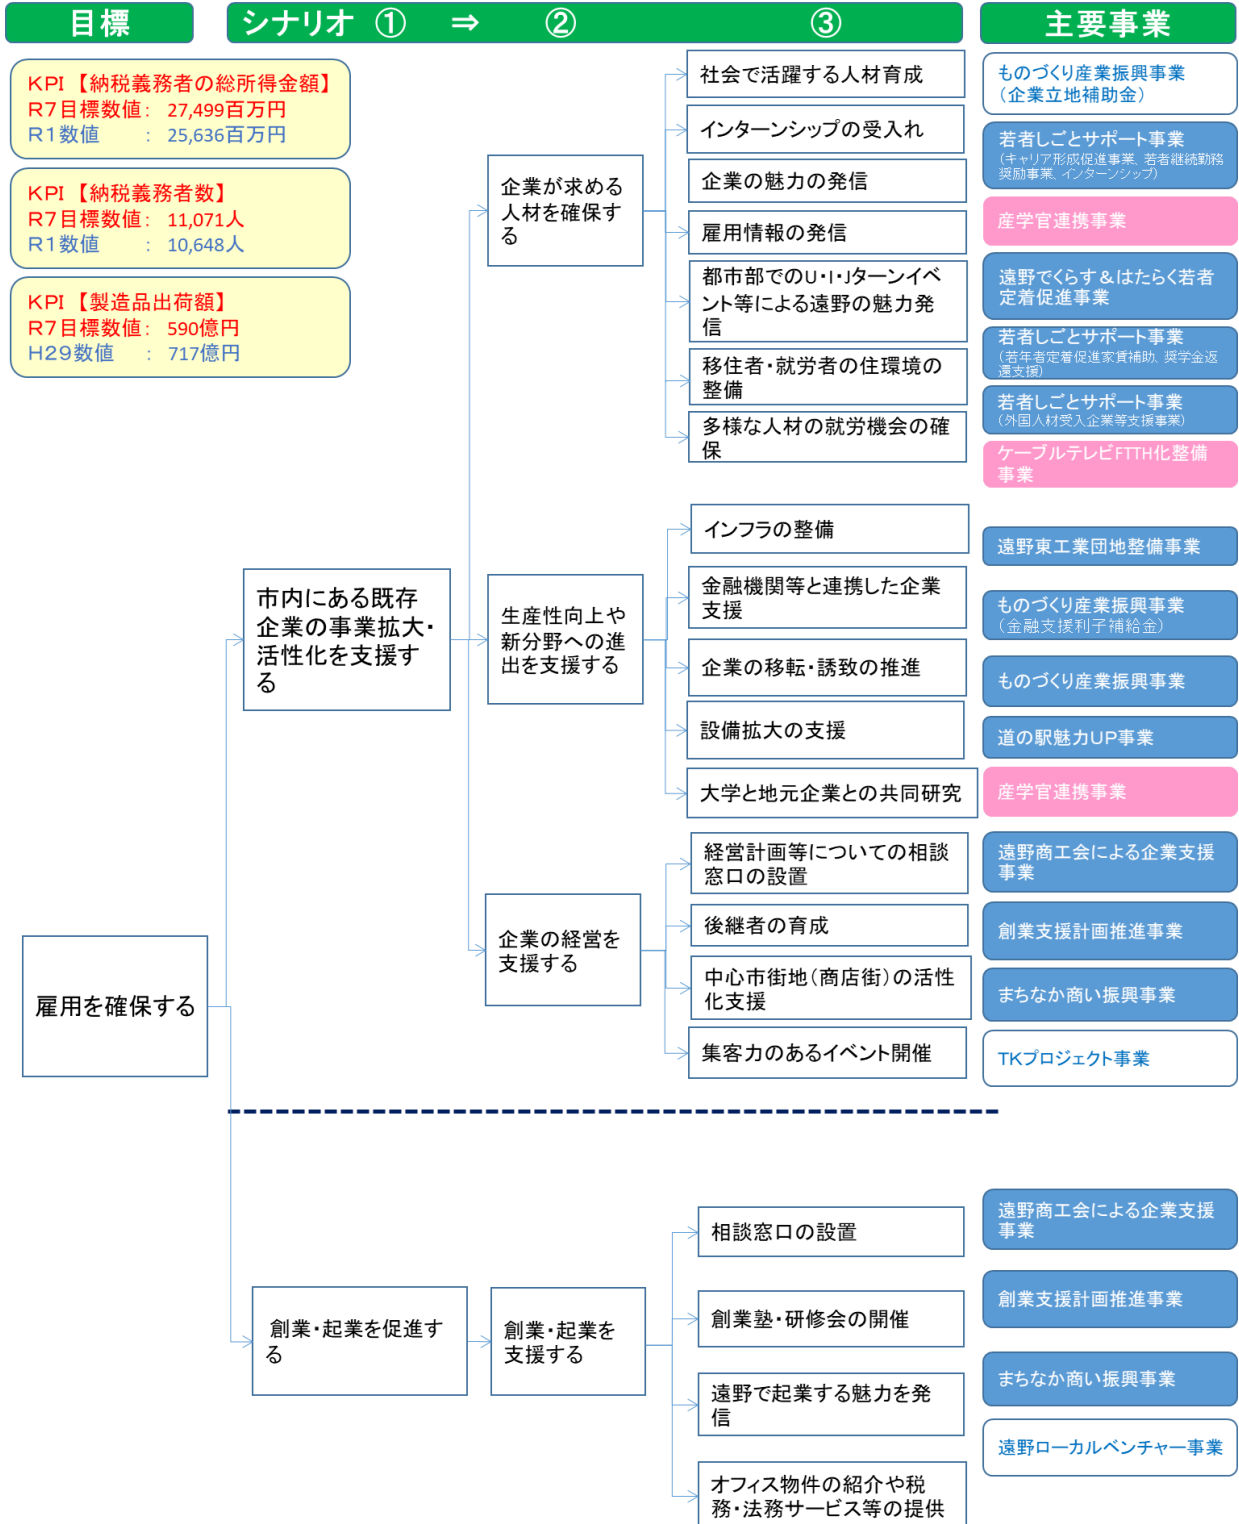 目標
シナリオ ① ⇒ ② ③
主要事業
KPI 【納税義務者の総所得金額】
R7目標数値: 27,499百万円
R1数値 : 25,636百万円
KPI 【納税義務者数】
R7目標数値: 11,071人
R1数値 : 10,648人
KPI 【製造品出荷額】
R7目標数値: 590億円
H29数値 : 717億円
雇用を確保する
市内にある既存
企業の事業拡大・
活性化を支援す
る
企業が求める
人材を確保す
る
社会で活躍する人材育成
インターンシップの受入れ
企業の魅力の発信
雇用情報の発信
都市部でのU・I・Jターンイベ
ント等による遠野の魅力発
信
移住者・就労者の住環境の
整備
多様な人材の就労機会の確
保
生産性向上や
新分野への進
出を支援する
インフラの整備
金融機関等と連携した企業
支援
企業の移転・誘致の推進
設備拡大の支援
大学と地元企業との共同研究
企業の経営を
支援する
経営計画等についての相談
窓口の設置
後継者の育成
中心市街地(商店街)の活性
化支援
集客力のあるイベント開催
創業・起業を促進す
る
創業・起業を
支援する
相談窓口の設置
創業塾・研修会の開催
遠野で起業する魅力を発
信
オフィス物件の紹介や税
務・法務サービス等の提供
ものづくり産業振興事業
(企業立地補助金)
若者しごとサポート事業
(キャリア形成促進事業、若者継続勤務
奨励事業、インターンシップ)
産学官連携事業
遠野でくらす&はたらく若者
定着促進事業
若者しごとサポート事業
(若年者定着促進家賃補助、奨学金返
還支援)
若者しごとサポート事業
(外国人材受入企業等支援事業)
ケーブルテレビFTTH化整備
事業
遠野東工業団地整備事業
ものづくり産業振興事業
(金融支援利子補給金)
ものづくり産業振興事業
道の駅魅力UP事業
産学官連携事業
遠野商工会による企業支援
事業
創業支援計画推進事業
まちなか商い振興事業
TKプロジェクト事業
遠野商工会による企業支援
事業
創業支援計画推進事業
まちなか商い振興事業
遠野ローカルベンチャー事業